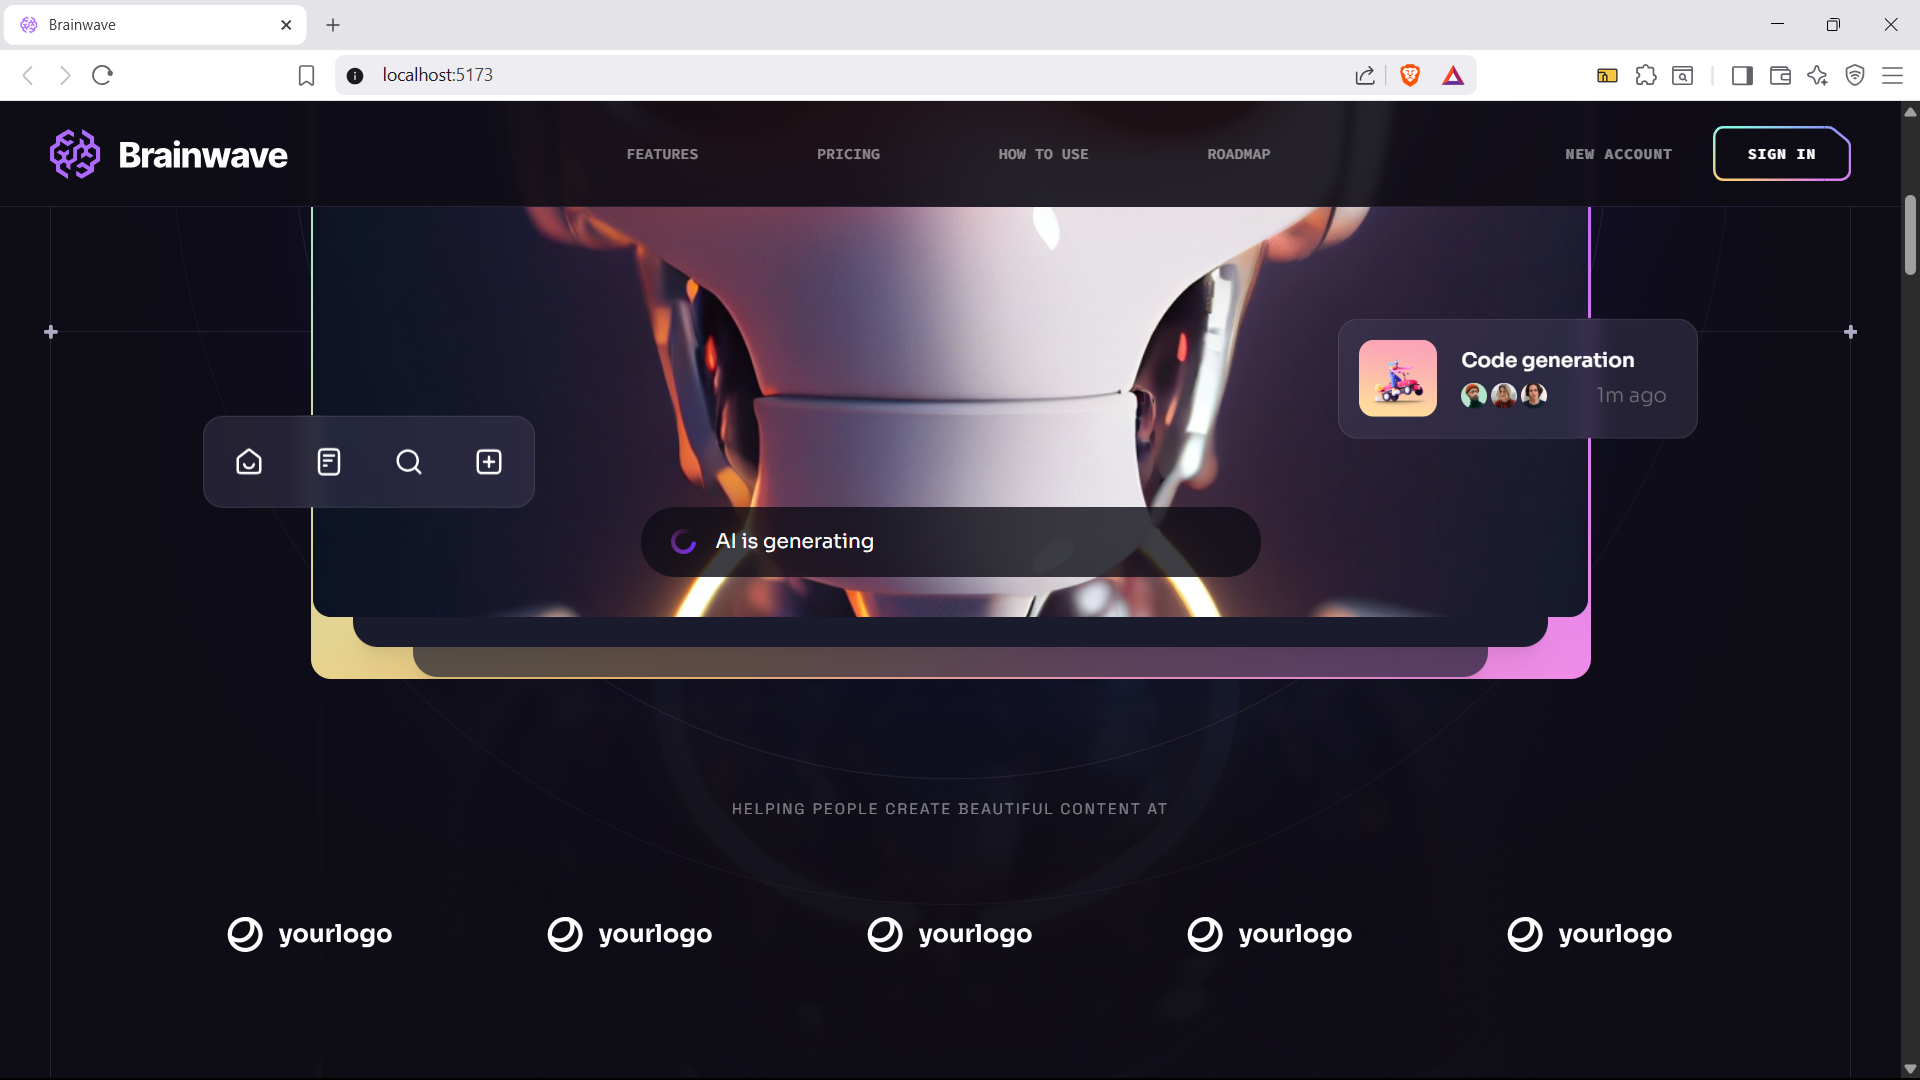 Brainwave
localhost:5173
Brainwave
FEATURES
PRICING
HOW TO USE
ROADMAP
NEW ACCOUNT
SIGN IN
Code generation
1m ago
AI is generating
HELPING PEOPLE CREATE BEAUTIFUL CONTENT AT
yourlogo
yourlogo
yourlogo
yourlogo
yourlogo